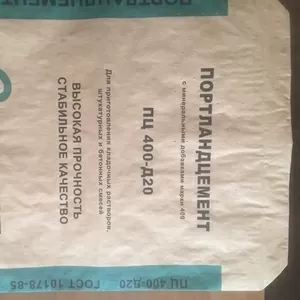 ПОРТЛАНДЦЕМЕНТ
ПОРТЛАНДЦЕМЕНТ
с минеральными добавками марки 400
ПЦ 400-Д20
Для приготовления кладочных растворов,
штукатурных и бетонных смесей
ВЫСОКАЯ ПРОЧНОСТЬ
СТАБИЛЬНОЕ КАЧЕСТВО
ПЦ 400-Д20 ГОСТ 10178-85